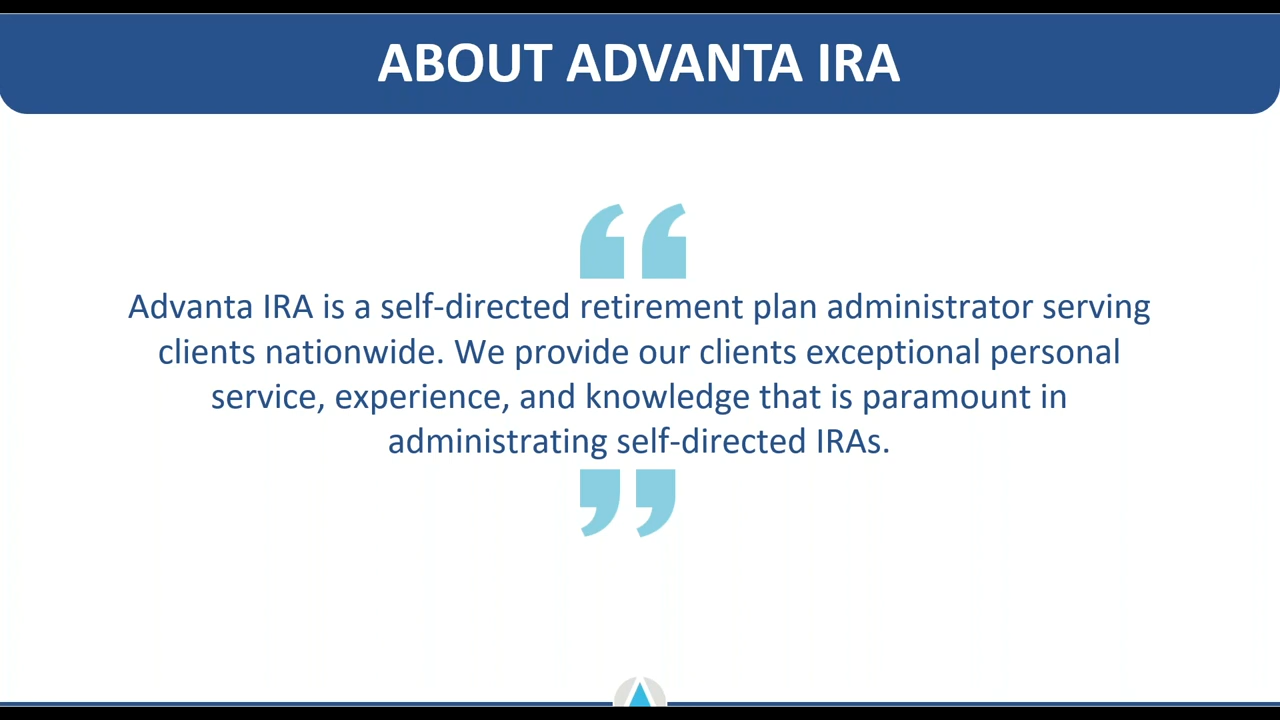 ABOUT ADVANTA IRA
“
Advanta IRA is a self-directed retirement plan administrator serving
clients nationwide. We provide our clients exceptional personal
service, experience, and knowledge that is paramount in
administrating self-directed IRAs.
”